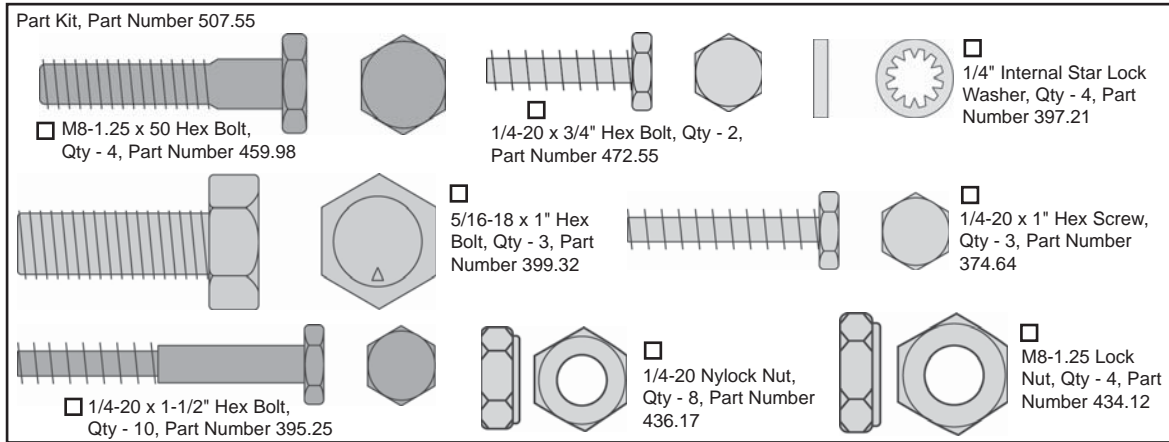 Part Kit, Part Number 507.55
M8-1.25 x 50 Hex Bolt,
Qty - 4, Part Number 459.98
1/4-20 x 3/4" Hex Bolt, Qty - 2,
Part Number 472.55
1/4" Internal Star Lock
Washer, Qty - 4, Part
Number 397.21
5/16-18 x 1" Hex
Bolt, Qty - 3, Part
Number 399.32
1/4-20 x 1" Hex Screw,
Qty - 3, Part Number
374.64
1/4-20 x 1-1/2" Hex Bolt,
Qty - 10, Part Number 395.25
1/4-20 Nylock Nut,
Qty - 8, Part Number
436.17
M8-1.25 Lock
Nut, Qty - 4, Part
Number 434.12